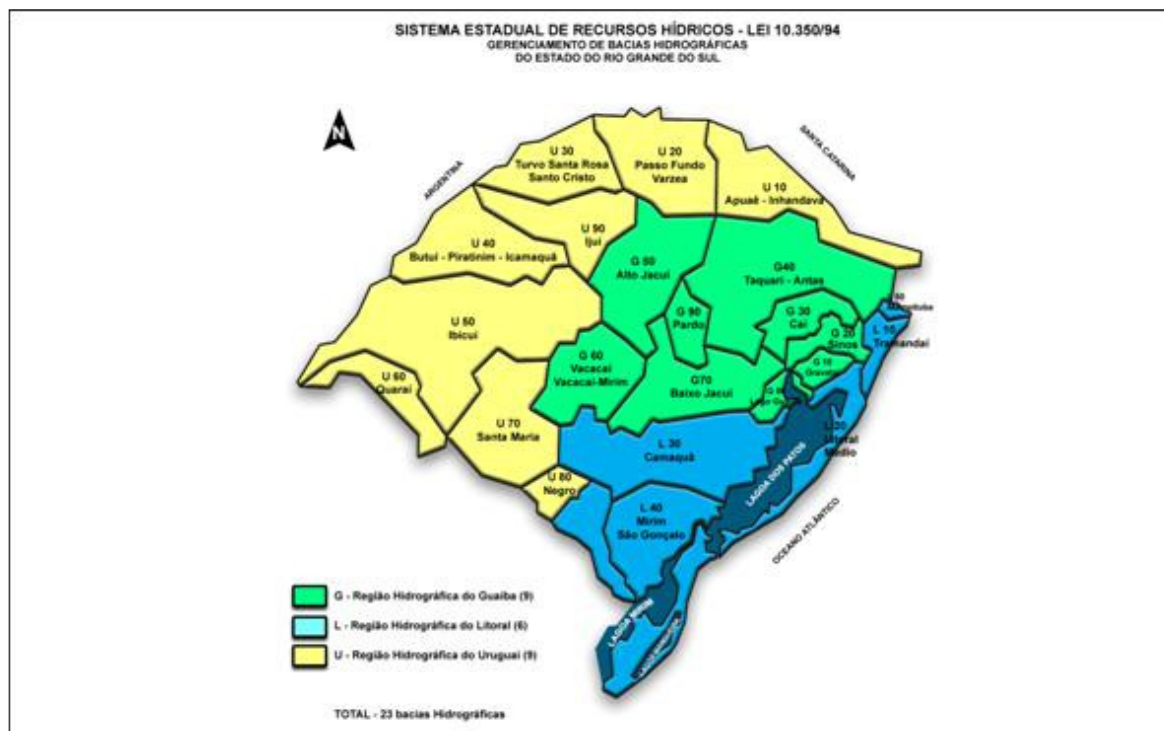 SISTEMA ESTADUAL DE RECURSOS HÍDRICOS - LEI 10.350/94
GERENCIAMENTO DE BACIAS HIDROGRÁFICAS
DO ESTADO DO RIO GRANDE DO SUL
N
ARGENTINA
SANTA CATARINA
U 30
Turvo Santa Rosa
Santo Cristo
U 20
Passo Fundo
Varzea
U 10
Apuaê - Inhandava
U 90
Ijuí
U 40
Butuí - Piratinim - Icamaquã
G 50
Alto Jacuí
G40
Taquari - Antas
G 90
Pardo
G 30
Caí
G 20
Sinos
L 10
Tramandaí
U 50
Ibicuí
G 60
Vacacaí
Vacacaí-Mirim
G70
Baixo Jacuí
G 10
U 60
Quaraí
U 70
Santa Maria
L 30
Camaquã
L 20
Litoral
Médio
LAGOA DOS PATOS
U 80
Negro
L 40
Mirim
São Gonçalo
OCEANO ATLÂNTICO
LAGOA MIRIM
G - Região Hidrográfica do Guaíba (9)
L - Região Hidrográfica do Litoral (6)
U - Região Hidrográfica do Uruguai (9)
TOTAL - 23 bacias Hidrográficas